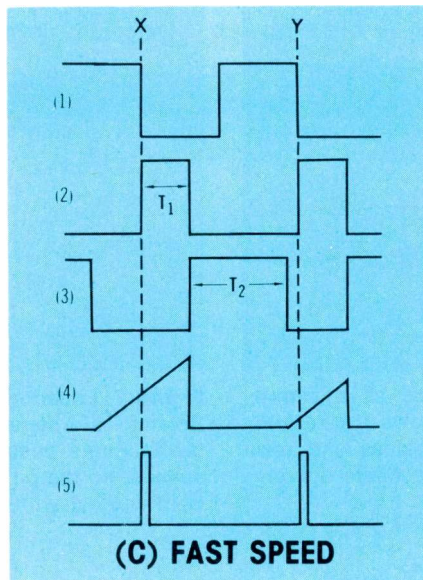 X Y
(1)
(2)
T1
(3)
T2
(4)
(5)
(C) FAST SPEED